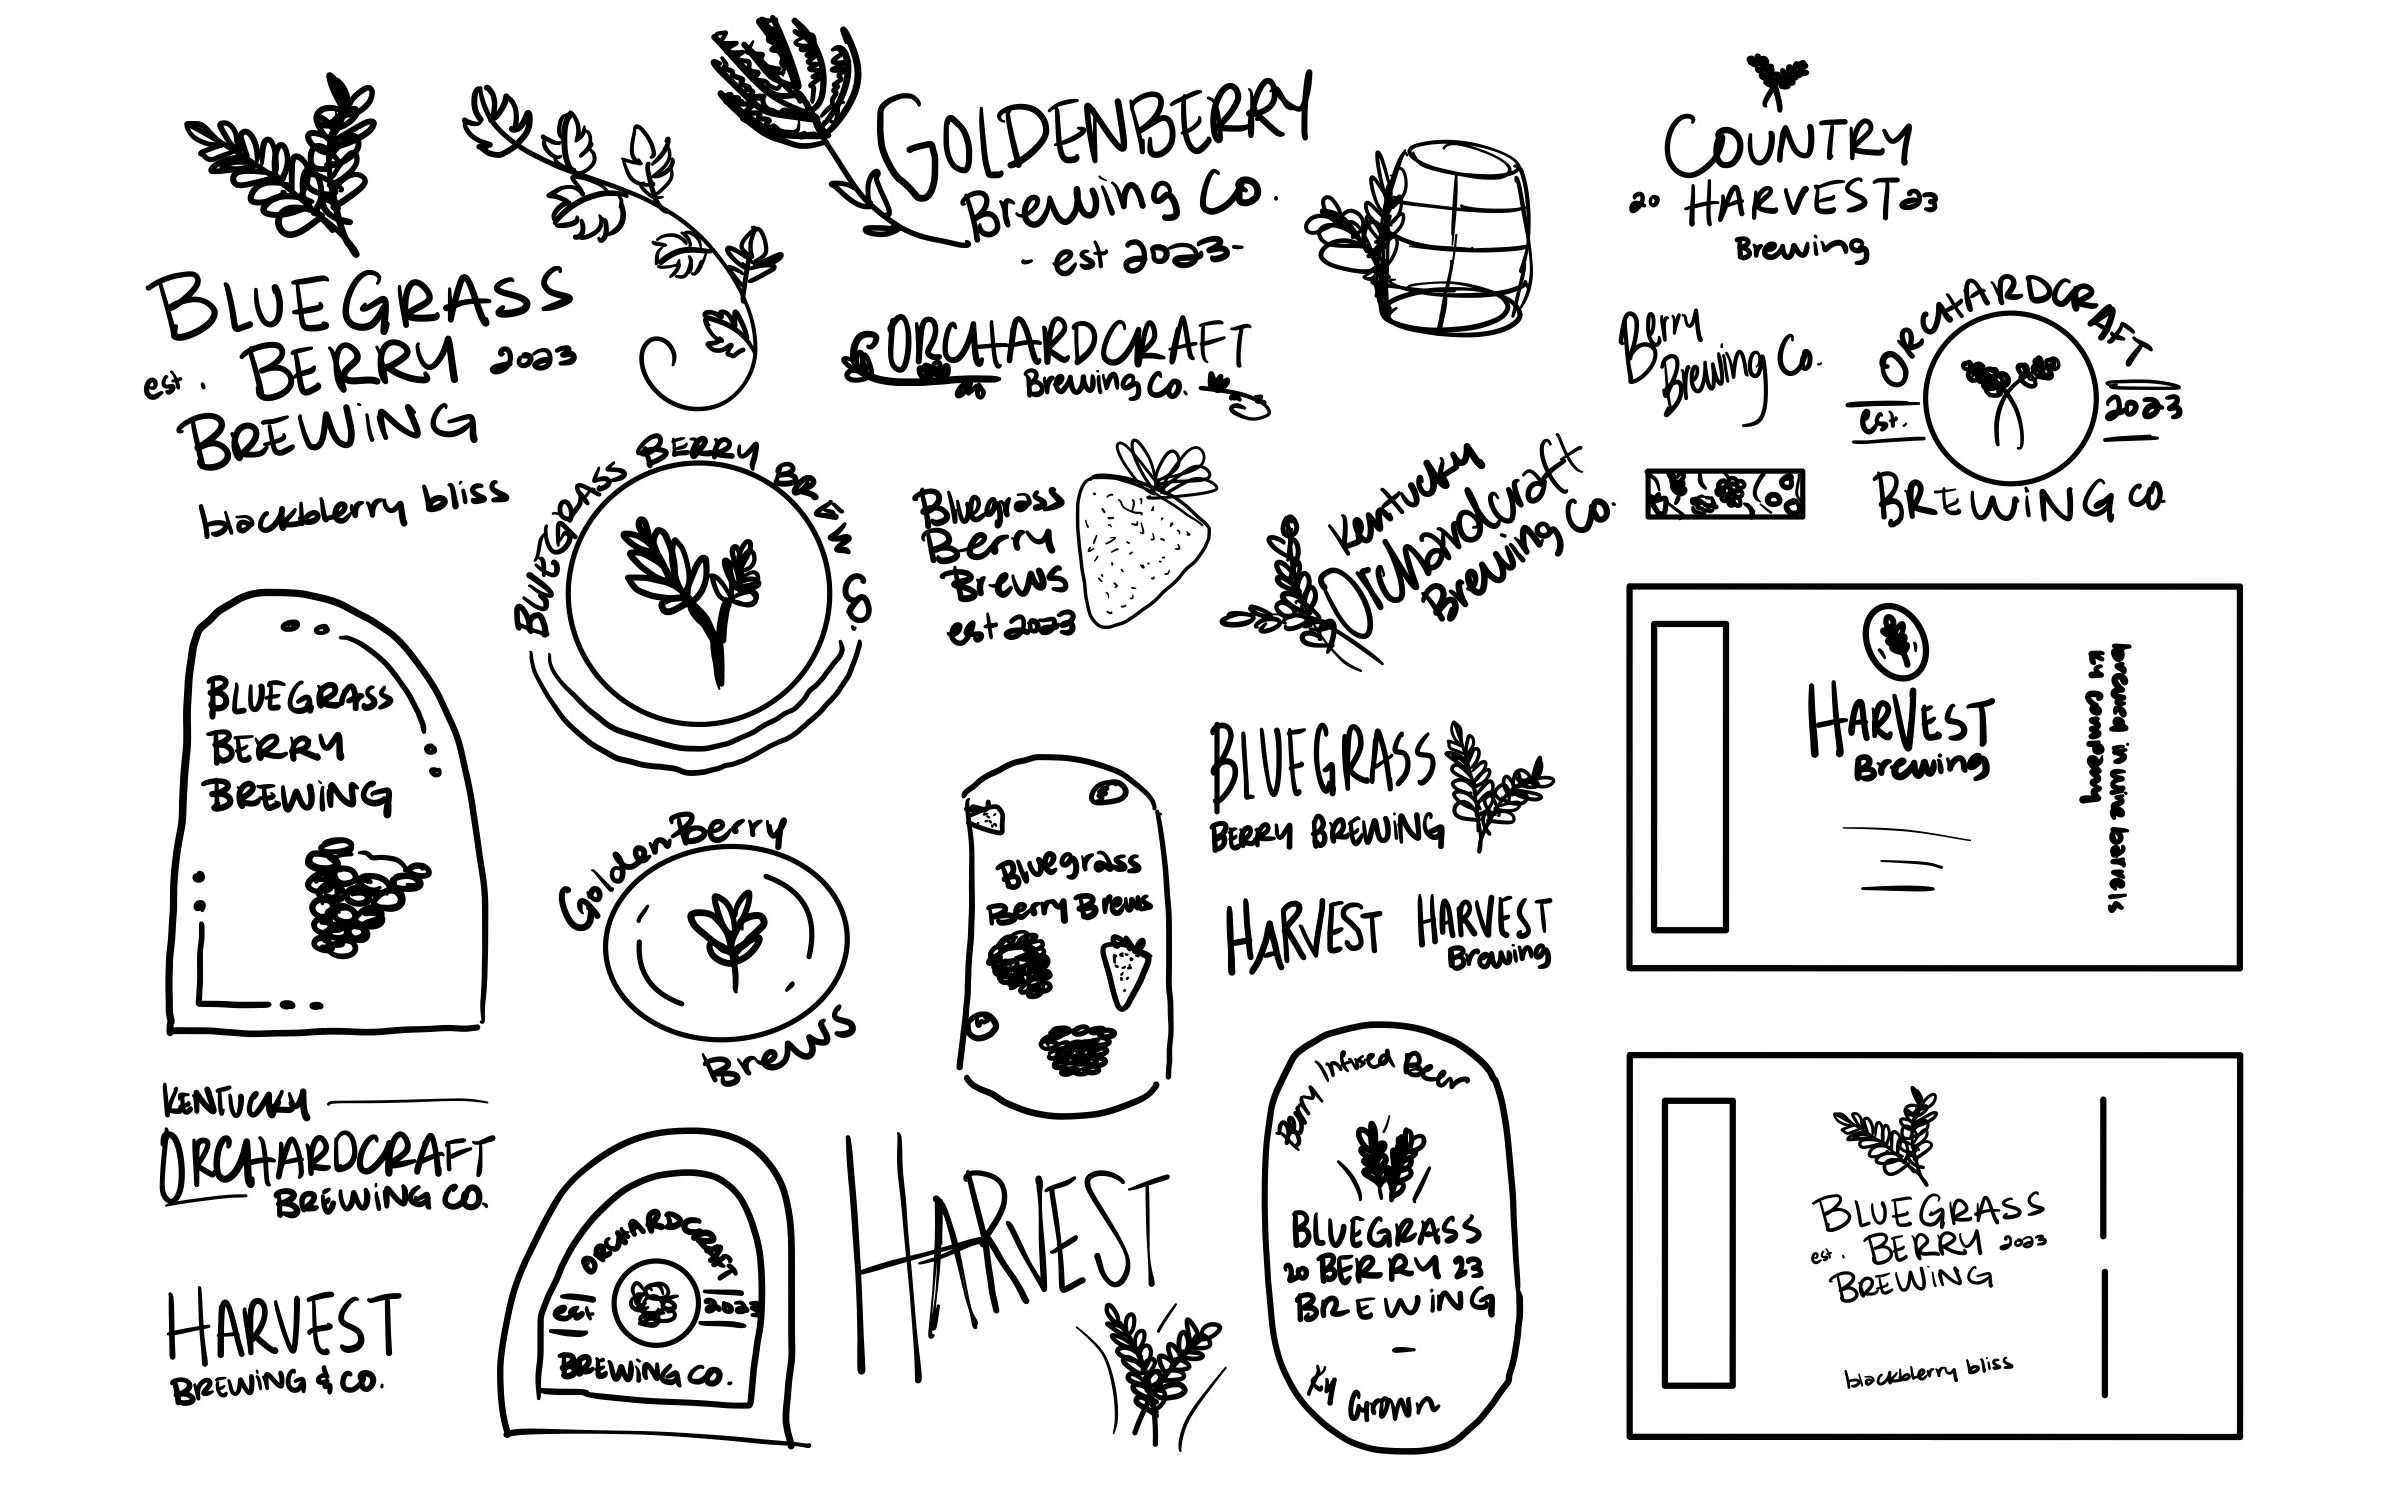 BLUEGRASS
est. BERRY 2023
BREWING
blackberry bliss
GOLDENBERRY
Brewing Co.
- est 2023 -
COUNTRY
20 HARVEST 23
Brewing
ORCHARDCRAFT
Brewing Co.
Berry
Brewing Co.
ORCHARDCRAFT
est. 2023
BREWING CO.
BLUEGRASS BERRY BREW CO.
Bluegrass
Berry
Brews
est 2023
Kentucky
Orchardcraft
Brewing Co.
BLUEGRASS
BERRY
BREWING
GoldenBerry
Brews
Bluegrass
Berry Brews
BLUEGRASS
BERRY BREWING
HARVEST
HARVEST
Brewing
HARVEST
Brewing
brewed in wine barrels
KY
KENTUCKY
ORCHARDCRAFT
BREWING CO.
HARVEST
BREWING & CO.
ORCHARDCRAFT
est 2023
BREWING CO.
HARVEST
Berry Infused Beer
BLUEGRASS
20 BERRY 23
BREWING
Ky
Grown
BLUEGRASS
est. BERRY 2023
BREWING
blackberry bliss